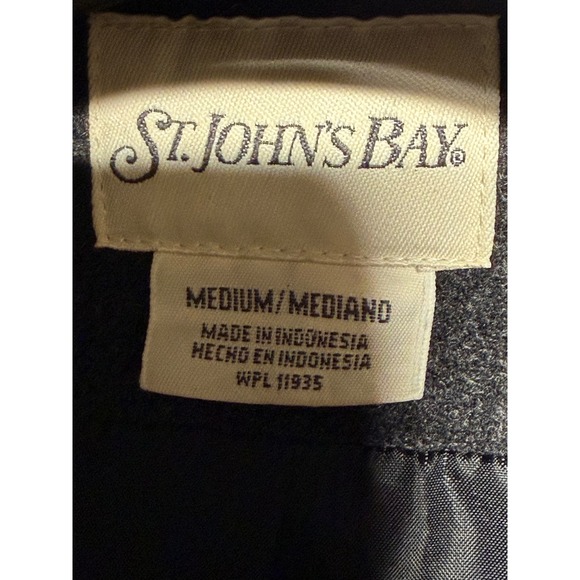 ST. JOHN'S BAY®
MEDIUM/MEDIANO
MADE IN INDONESIA
HECHO EN INDONESIA
WPL 11935